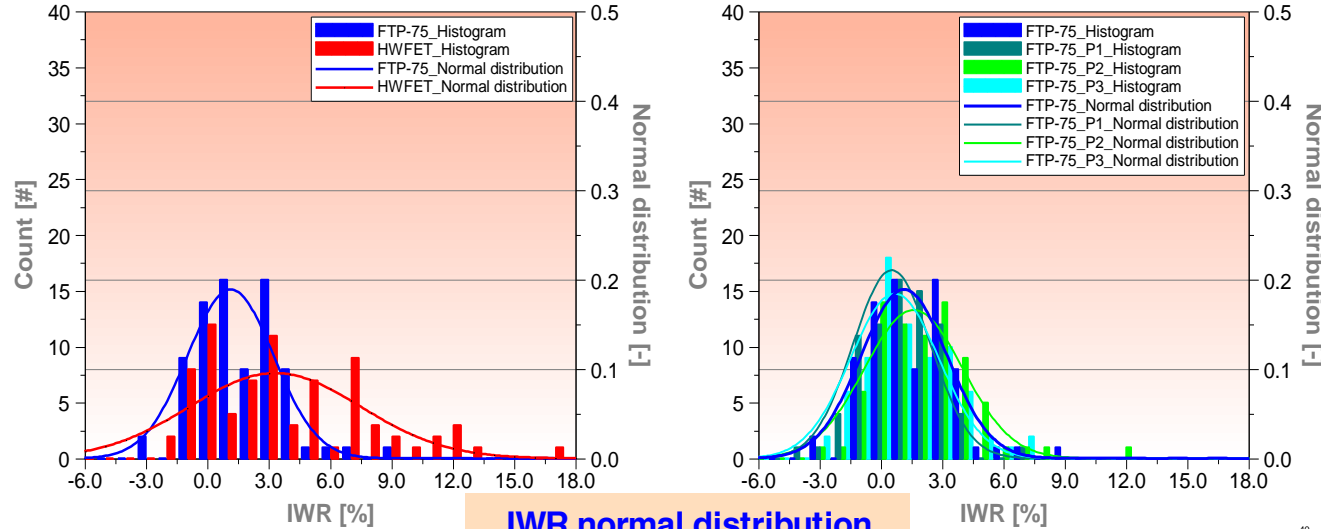 40
35
30
25
20
15
10
5
0
Count [#]
FTP-75_Histogram
HWFET_Histogram
FTP-75_Normal distribution
HWFET_Normal distribution
0.5
0.4
0.3
0.2
0.1
0.0
Normal distribution [-]
-6.0 -3.0 0.0 3.0 6.0 9.0 12.0 15.0 18.0
IWR [%]
40
35
30
25
20
15
10
5
0
Count [#]
FTP-75_Histogram
FTP-75_P1_Histogram
FTP-75_P2_Histogram
FTP-75_P3_Histogram
FTP-75_Normal distribution
FTP-75_P1_Normal distribution
FTP-75_P2_Normal distribution
FTP-75_P3_Normal distribution
0.5
0.4
0.3
0.2
0.1
0.0
Normal distribution [-]
-6.0 -3.0 0.0 3.0 6.0 9.0 12.0 15.0 18.0
IWR [%]
IWR normal distribution